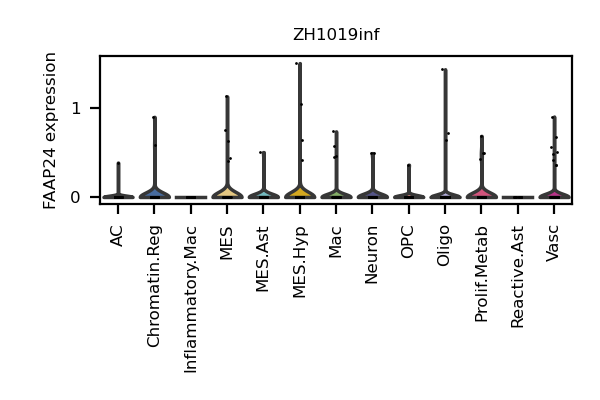 ZH1019inf
FAAP24 expression
1
0
AC
Chromatin.Reg
Inflammatory.Mac
MES
MES.Ast
MES.Hyp
Mac
Neuron
OPC
Oligo
Prolif.Metab
Reactive.Ast
Vasc